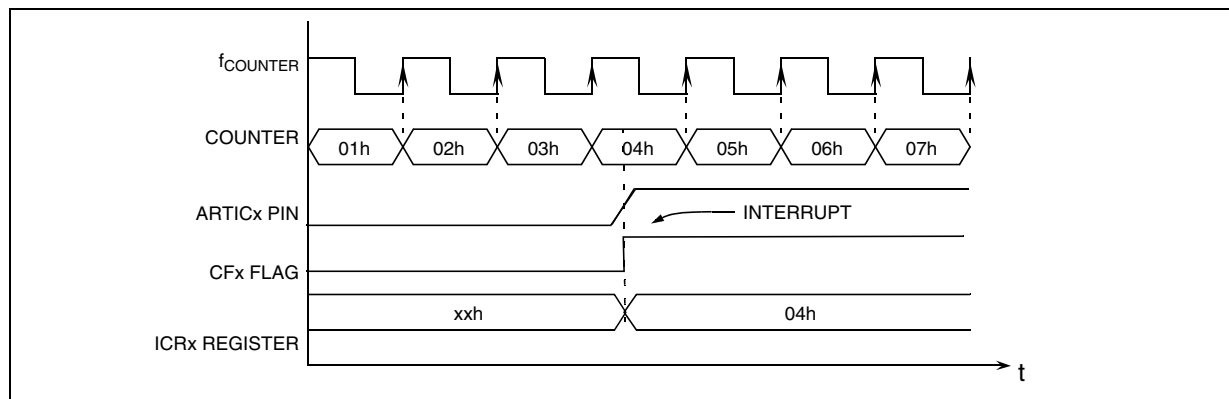 fCOUNTER
COUNTER
01h 02h 03h 04h 05h 06h 07h
ARTICx PIN
INTERRUPT
CFx FLAG
xxh 04h
ICRx REGISTER
t